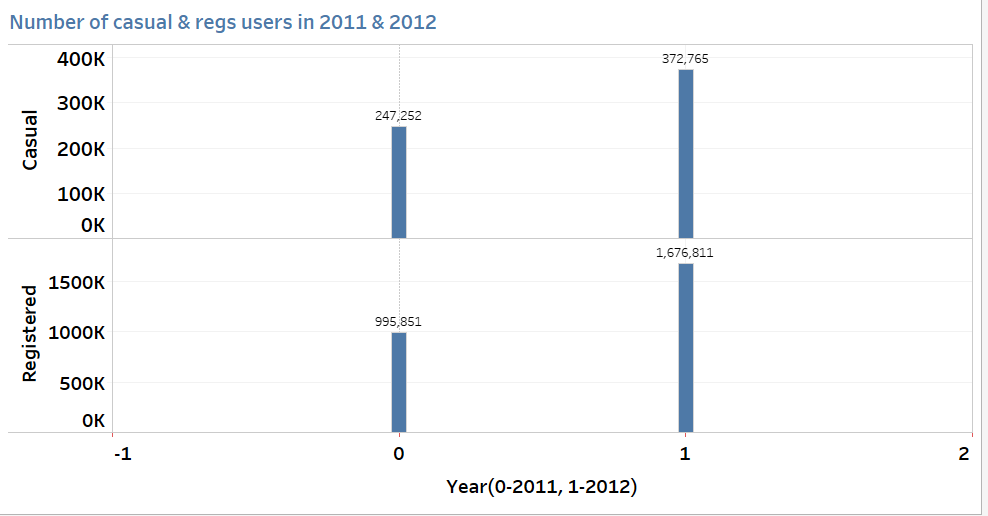 Number of casual & regs users in 2011 & 2012
400K
372,765
300K
247,252
Casual
200K
100K
0K
1,676,811
1500K
Registered
995,851
1000K
500K
0K
-1
0
1
2
Year(0-2011, 1-2012)